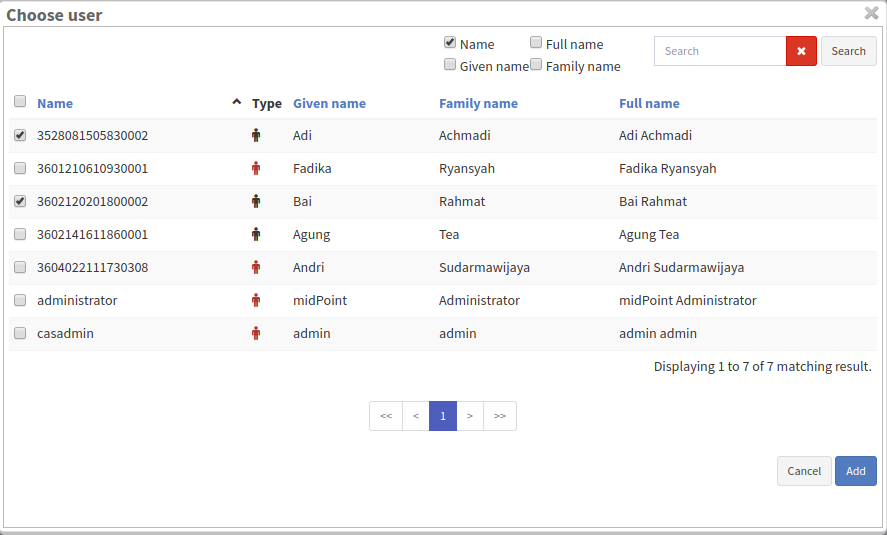 Choose user
Name Full name
Given name Family name
Search Search
Name Type Given name Family name Full name
3528081505830002 Adi Achmadi Adi Achmadi
3601210610930001 Fadika Ryansyah Fadika Ryansyah
3602120201800002 Bai Rahmat Bai Rahmat
3602141611860001 Agung Tea Agung Tea
3604022111730308 Andri Sudarmawijaya Andri Sudarmawijaya
administrator midPoint Administrator midPoint Administrator
casadmin admin admin admin admin
Displaying 1 to 7 of 7 matching result.
<< < 1 > >>
Cancel Add